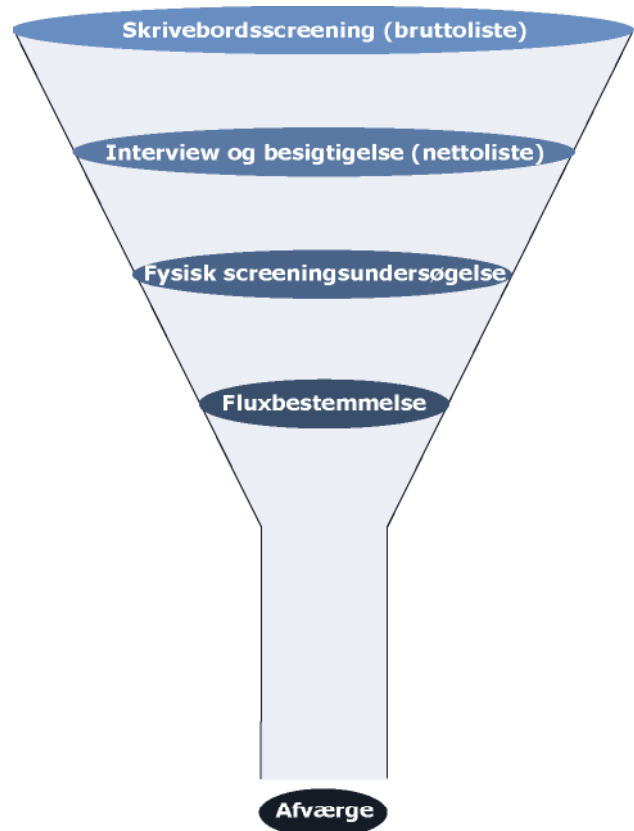 Skrivebordsscreening (bruttoliste)
Interview og besigtigelse (nettoliste)
Fysisk screeningsundersøgelse
Fluxbestemmelse
Afværge